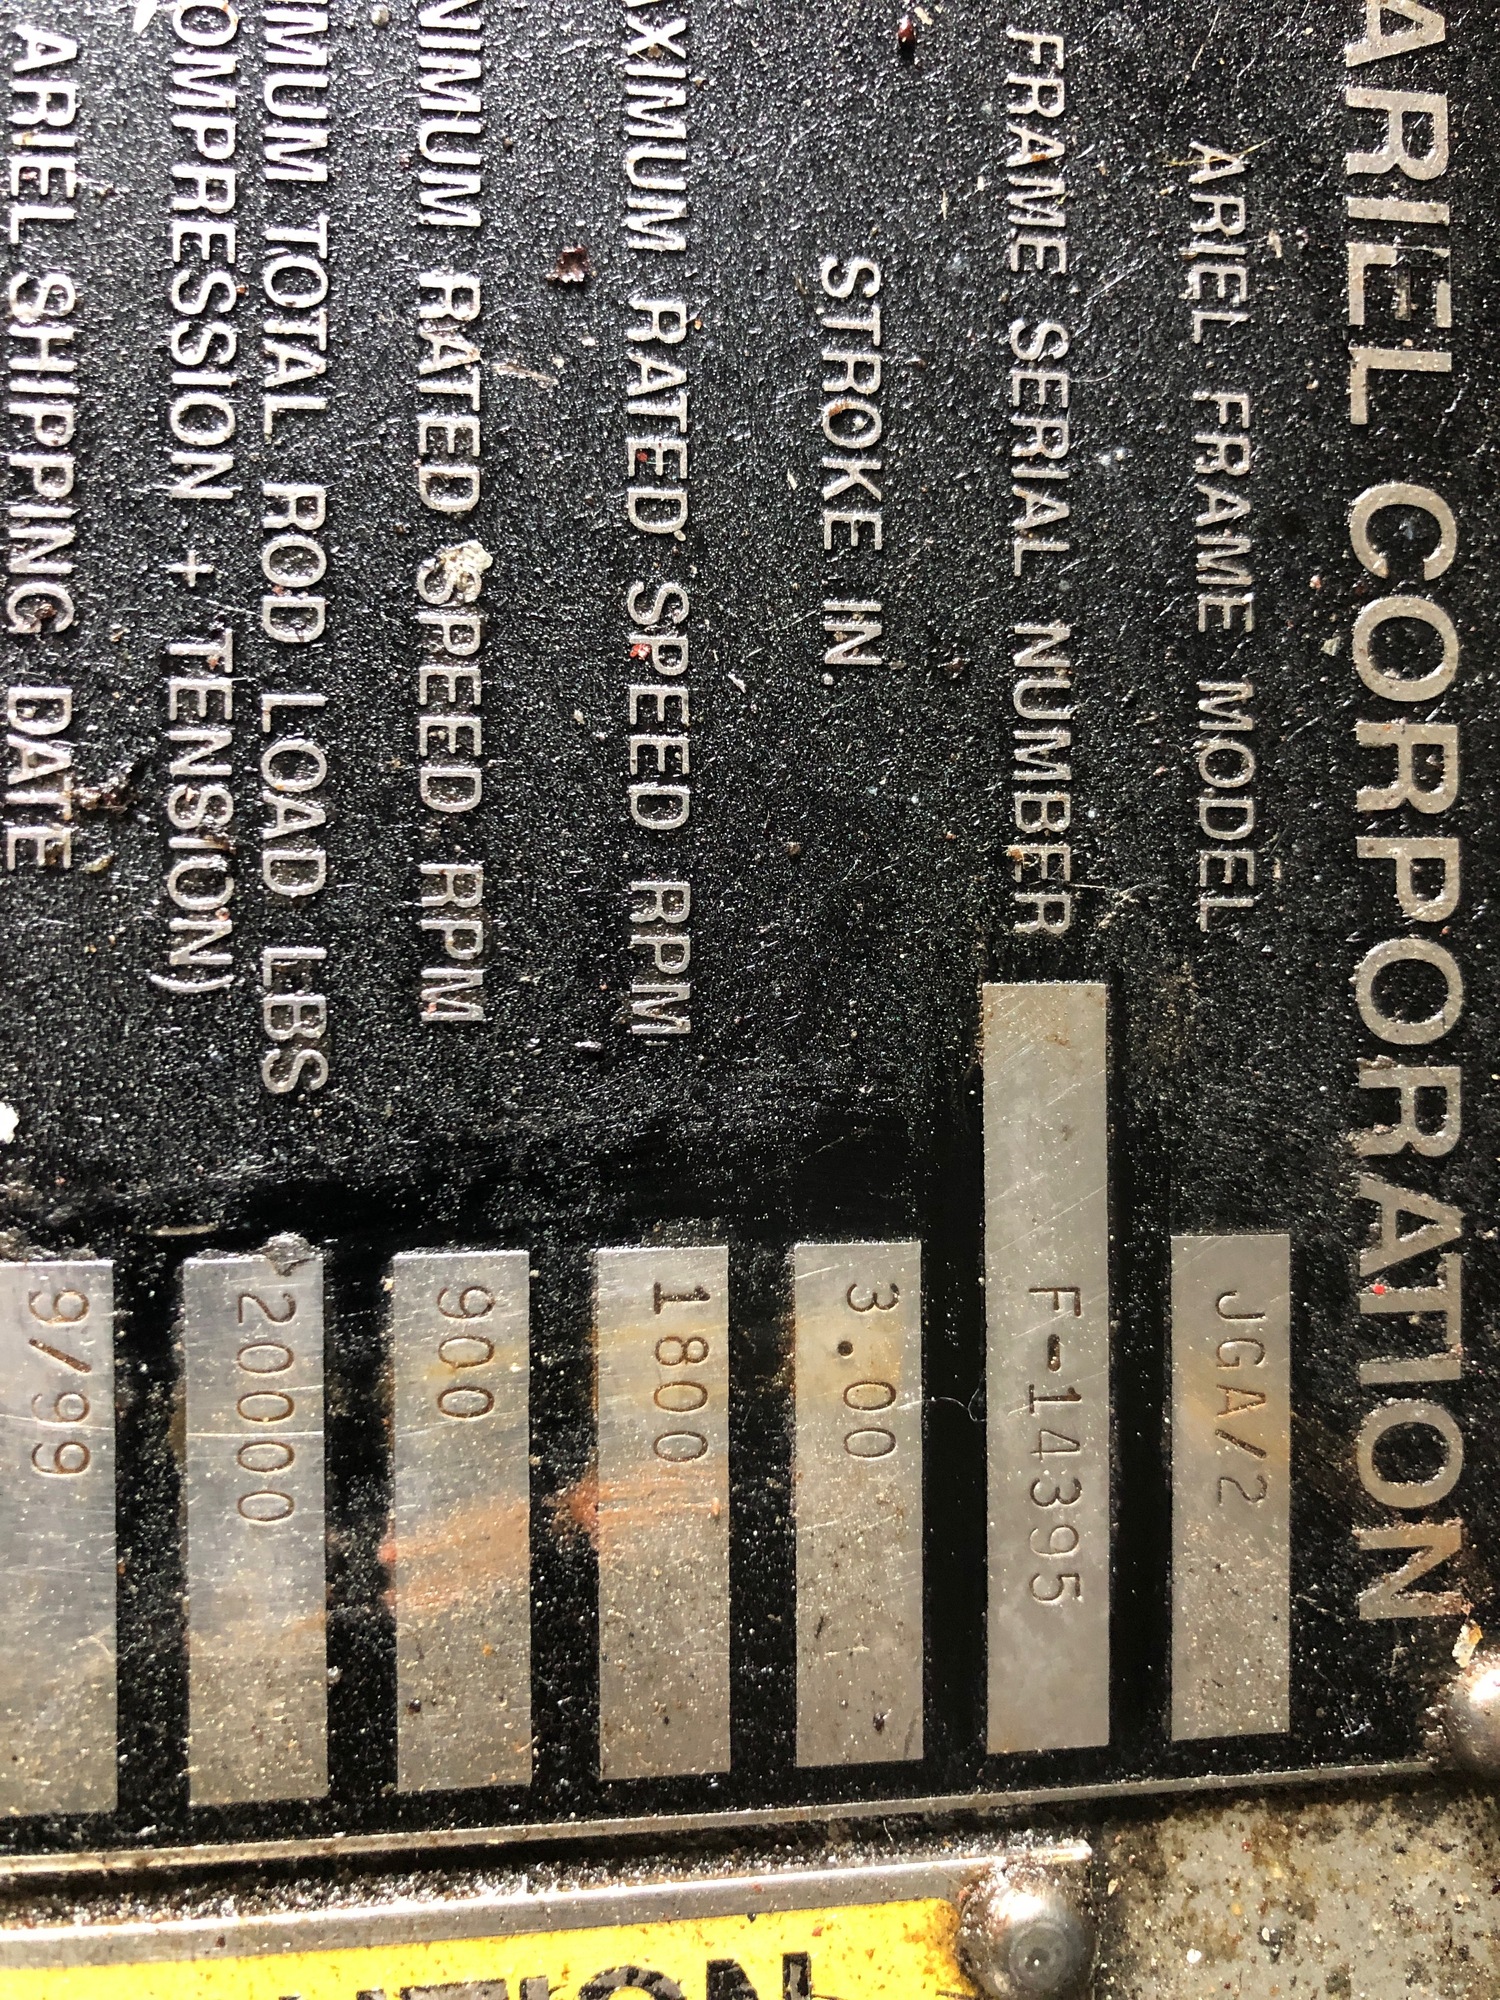 ARIEL CORPORATION
ARIEL FRAME MODEL JGA/2
FRAME SERIAL NUMBER F-14395
STROKE IN. 3.00
AXIMUM RATED SPEED RPM 1800
NIMUM RATED SPEED RPM 900
IMUM TOTAL ROD LOAD LBS 20000
OMPRESSION + TENSION)
ARIEL SHIPPING DATE 9/99
UTION